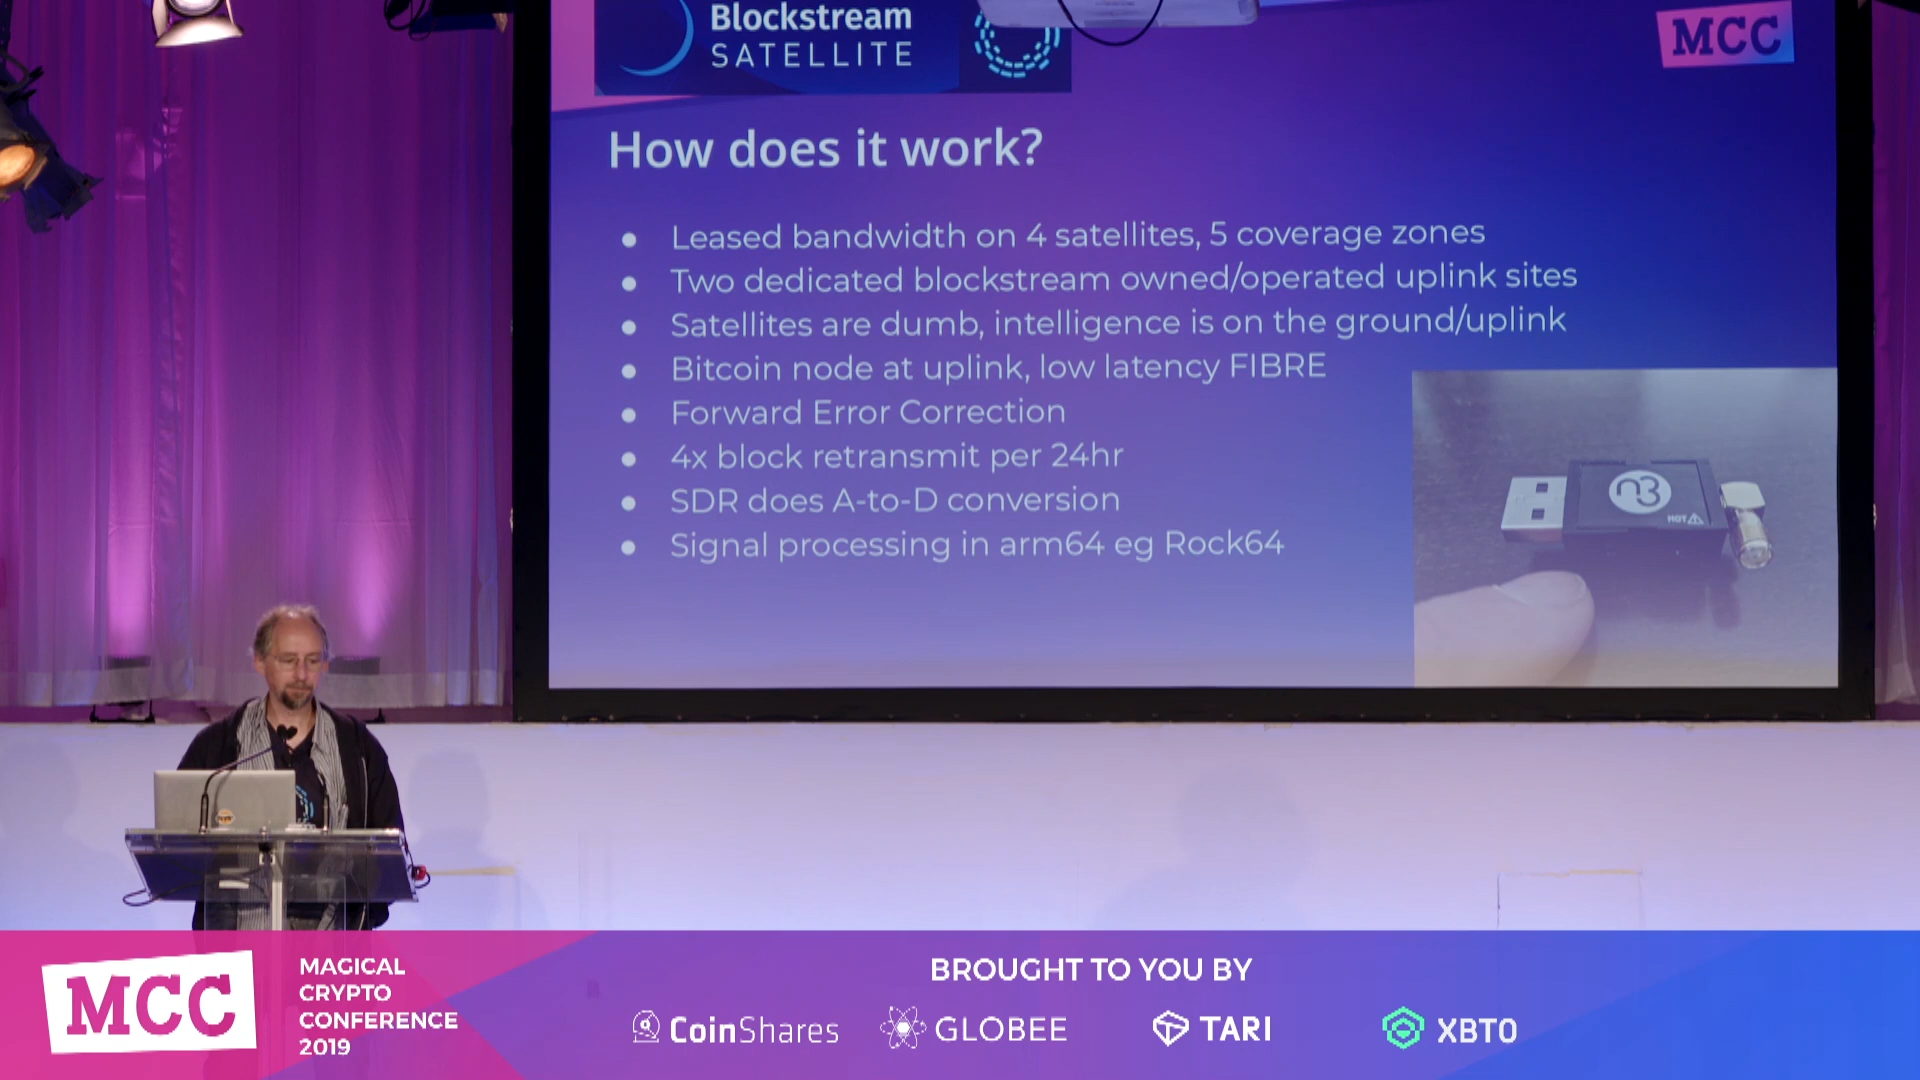 Blockstream
SATELLITE
MCC
How does it work?
● Leased bandwidth on 4 satellites, 5 coverage zones
● Two dedicated blockstream owned/operated uplink sites
● Satellites are dumb, intelligence is on the ground/uplink
● Bitcoin node at uplink, low latency FIBRE
● Forward Error Correction
● 4x block retransmit per 24hr
● SDR does A-to-D conversion
● Signal processing in arm64 eg Rock64
n3
HOT
MCC
MAGICAL
CRYPTO
CONFERENCE
2019
BROUGHT TO YOU BY
CoinShares
GLOBEE
TARI
XBTO